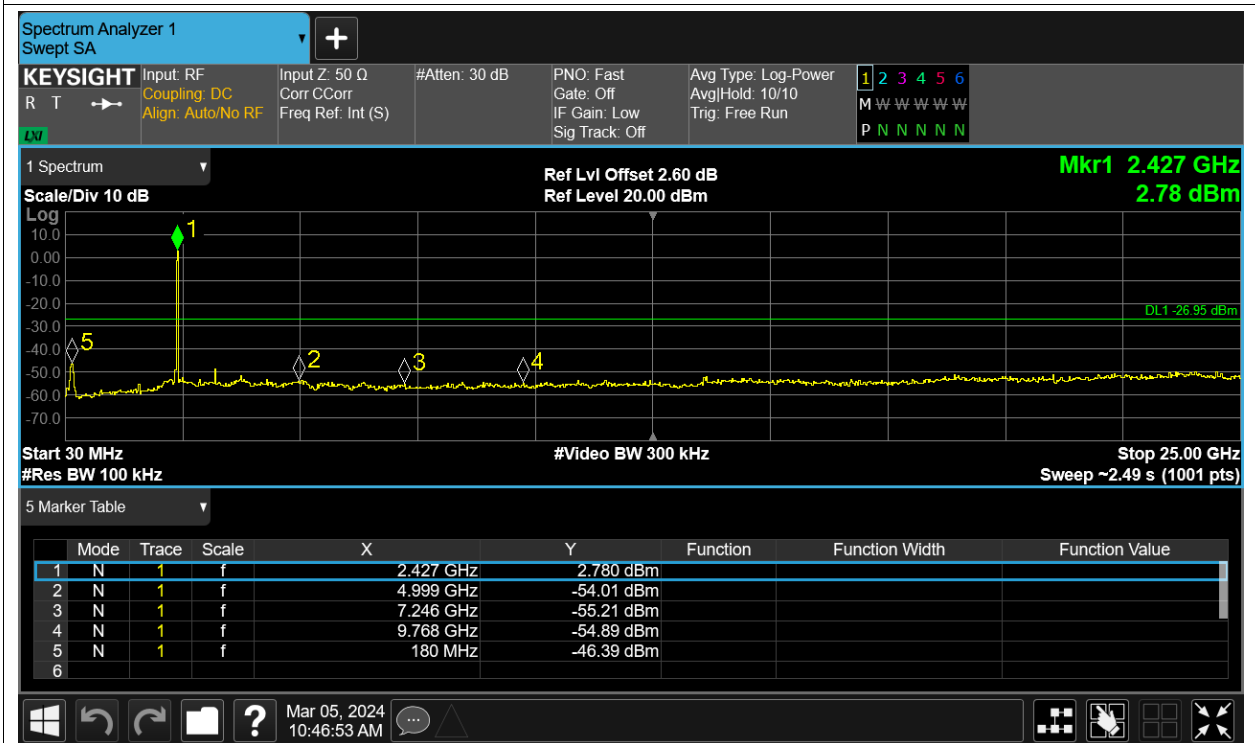 Spectrum Analyzer 1
Swept SA
KEYSIGHT
R T
LXI
Input: RF
Coupling: DC
Align: Auto/No RF
Input Z: 50 Ω
Corr CCorr
Freq Ref: Int (S)
#Atten: 30 dB
PNO: Fast
Gate: Off
IF Gain: Low
Sig Track: Off
Avg Type: Log-Power
Avg|Hold: 10/10
Trig: Free Run
1 2 3 4 5 6
M W W W W W
P N N N N N
1 Spectrum
Scale/Div 10 dB
Ref Lvl Offset 2.60 dB
Ref Level 20.00 dBm
Mkr1 2.427 GHz
2.78 dBm
Log
10.0
0.00
-10.0
-20.0
-30.0
-40.0
-50.0
-60.0
-70.0
1
5
2
3
4
DL1 -26.95 dBm
Start 30 MHz
#Video BW 300 kHz
Stop 25.00 GHz
#Res BW 100 kHz
Sweep ~2.49 s (1001 pts)
5 Marker Table
Mode Trace Scale X Y Function Function Width Function Value
1 N 1 f 2.427 GHz 2.780 dBm
2 N 1 f 4.999 GHz -54.01 dBm
3 N 1 f 7.246 GHz -55.21 dBm
4 N 1 f 9.768 GHz -54.89 dBm
5 N 1 f 180 MHz -46.39 dBm
6
?
Mar 05, 2024
10:46:53 AM